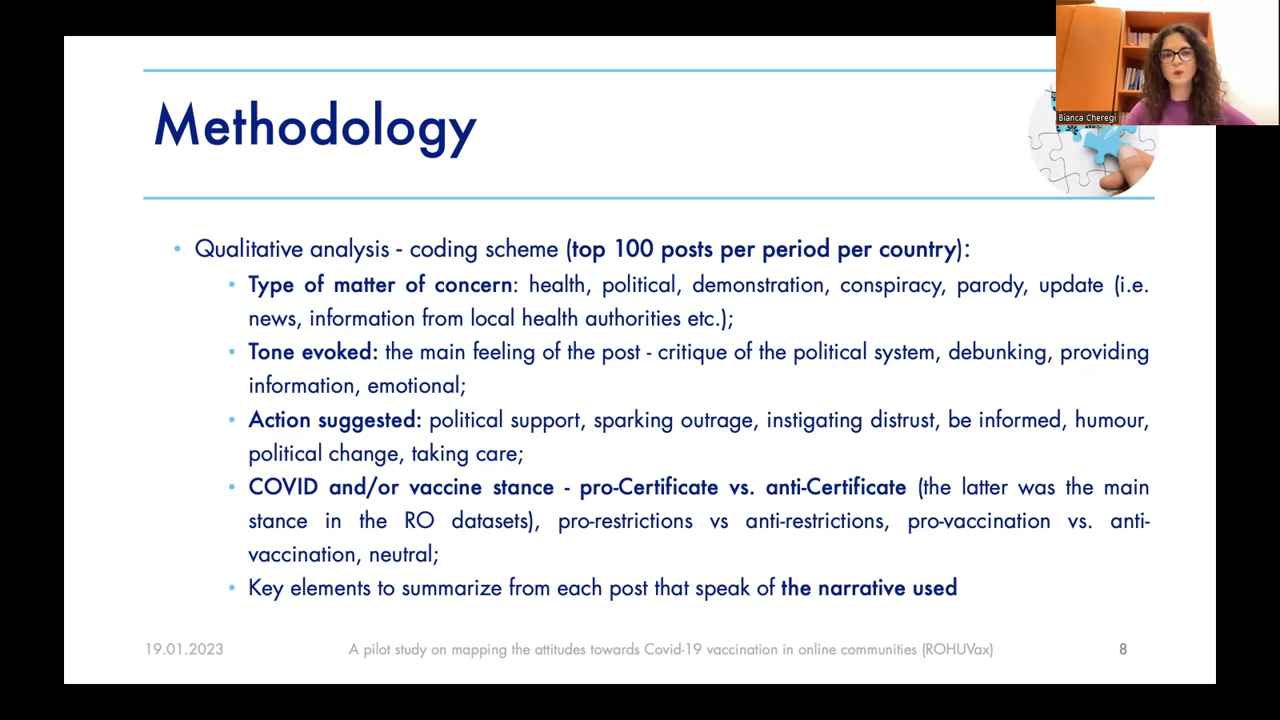 Methodology
Bianca Cheregi
• Qualitative analysis - coding scheme (top 100 posts per period per country):
• Type of matter of concern: health, political, demonstration, conspiracy, parody, update (i.e.
news, information from local health authorities etc.);
• Tone evoked: the main feeling of the post - critique of the political system, debunking, providing
information, emotional;
• Action suggested: political support, sparking outrage, instigating distrust, be informed, humour,
political change, taking care;
• COVID and/or vaccine stance - pro-Certificate vs. anti-Certificate (the latter was the main
stance in the RO datasets), pro-restrictions vs anti-restrictions, pro-vaccination vs. anti-
vaccination, neutral;
• Key elements to summarize from each post that speak of the narrative used
19.01.2023
A pilot study on mapping the attitudes towards Covid-19 vaccination in online communities (ROHUVax)
8